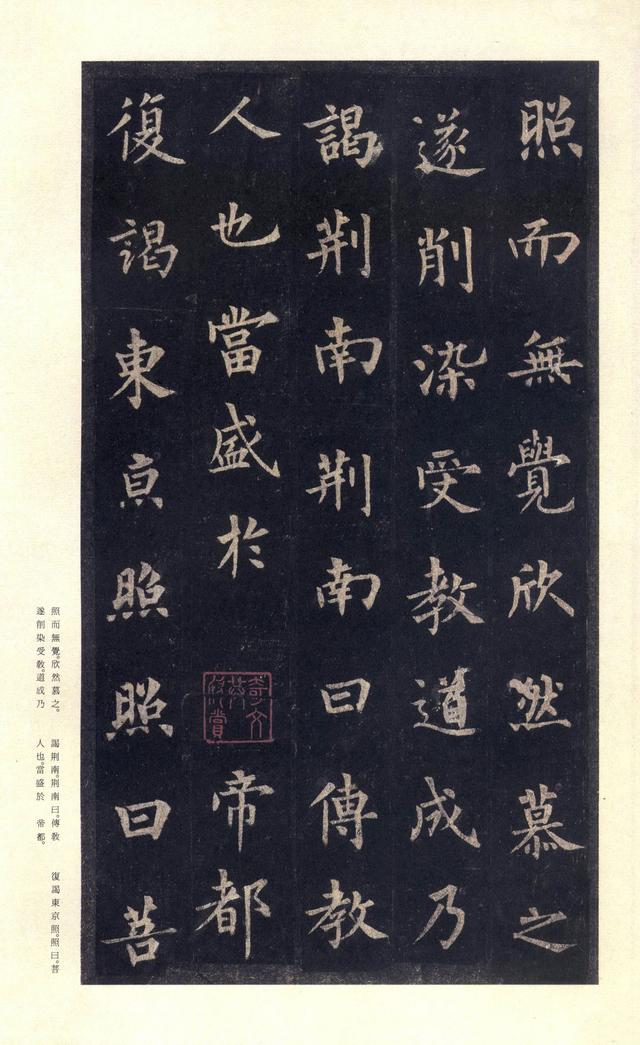 照而無覺欣然慕之
遂削染受教道成乃
謁荆南荆南曰傳教
人也當盛於 帝都
復謁東京照照曰菩
照而無覺。欣然慕之。 謁荆南。荆南曰。傳教 復謁東京照。照曰。菩
遂削染受教。道成乃 人也。當盛於 帝都。